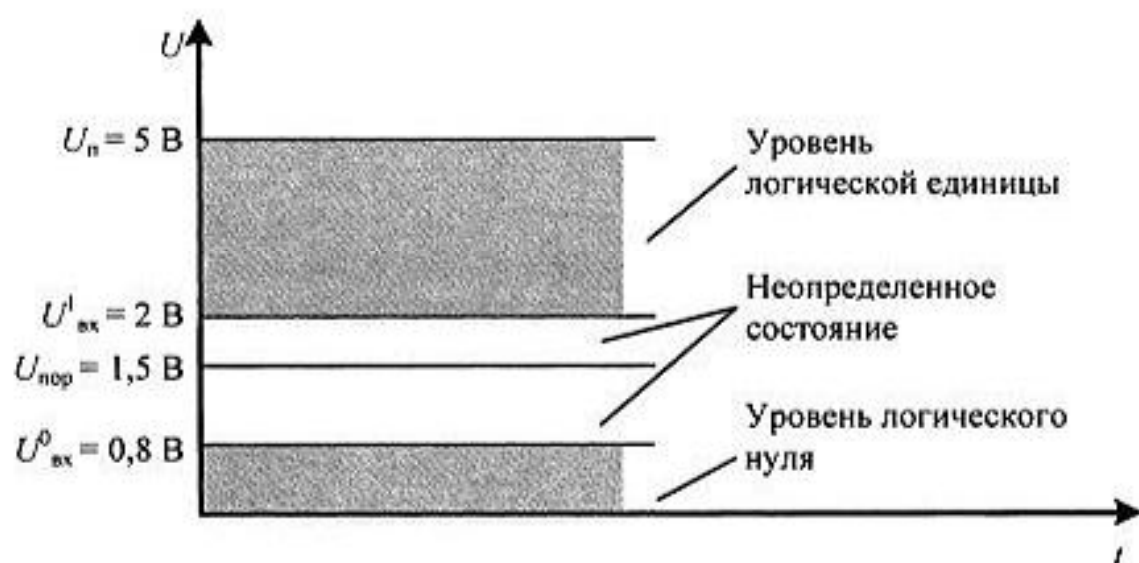 U
Uп = 5 В
Уровень
логической единицы
U¹вх = 2 В
Неопределенное
состояние
Uпор = 1,5 В
U⁰вх = 0,8 В
Уровень логического
нуля
t